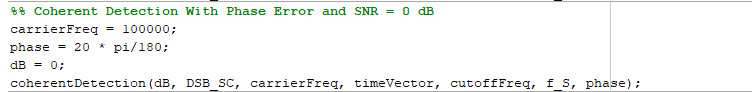 %% Coherent Detection With Phase Error and SNR = 0 dB
carrierFreq = 100000;
phase = 20 * pi/180;
dB = 0;
coherentDetection(dB, DSB_SC, carrierFreq, timeVector, cutoffFreq, f_S, phase);